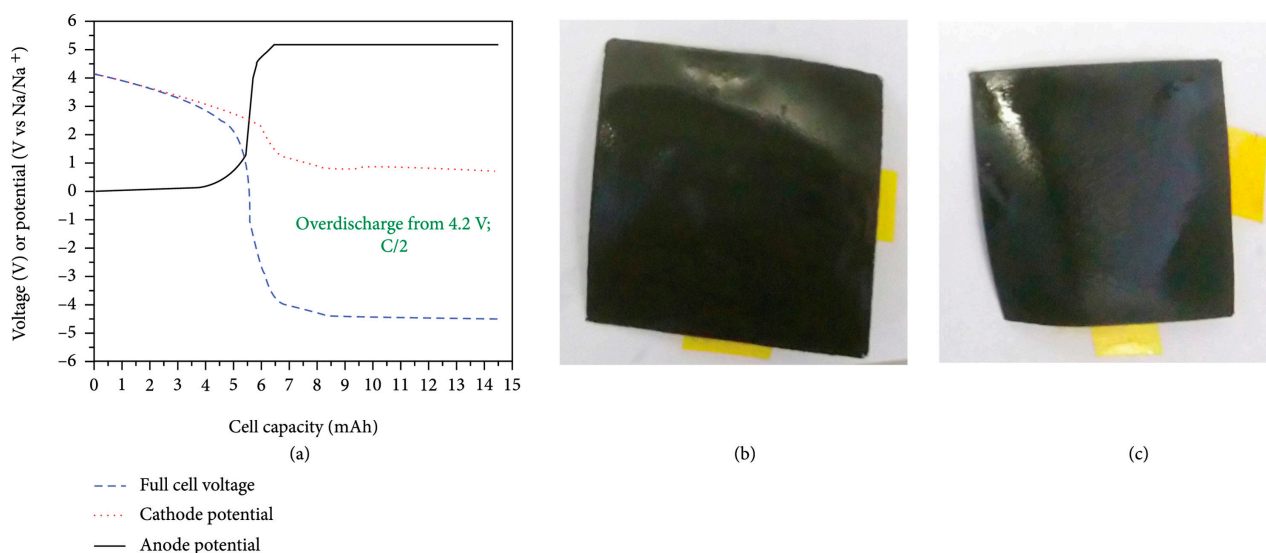 Voltage (V) or potential (V vs Na/Na+)
6
5
4
3
2
1
0
–1
–2
–3
–4
–5
–6
Overdischarge from 4.2 V;
C/2
0 1 2 3 4 5 6 7 8 9 10 11 12 13 14 15
Cell capacity (mAh)
(a)
(b)
(c)
Full cell voltage
Cathode potential
Anode potential